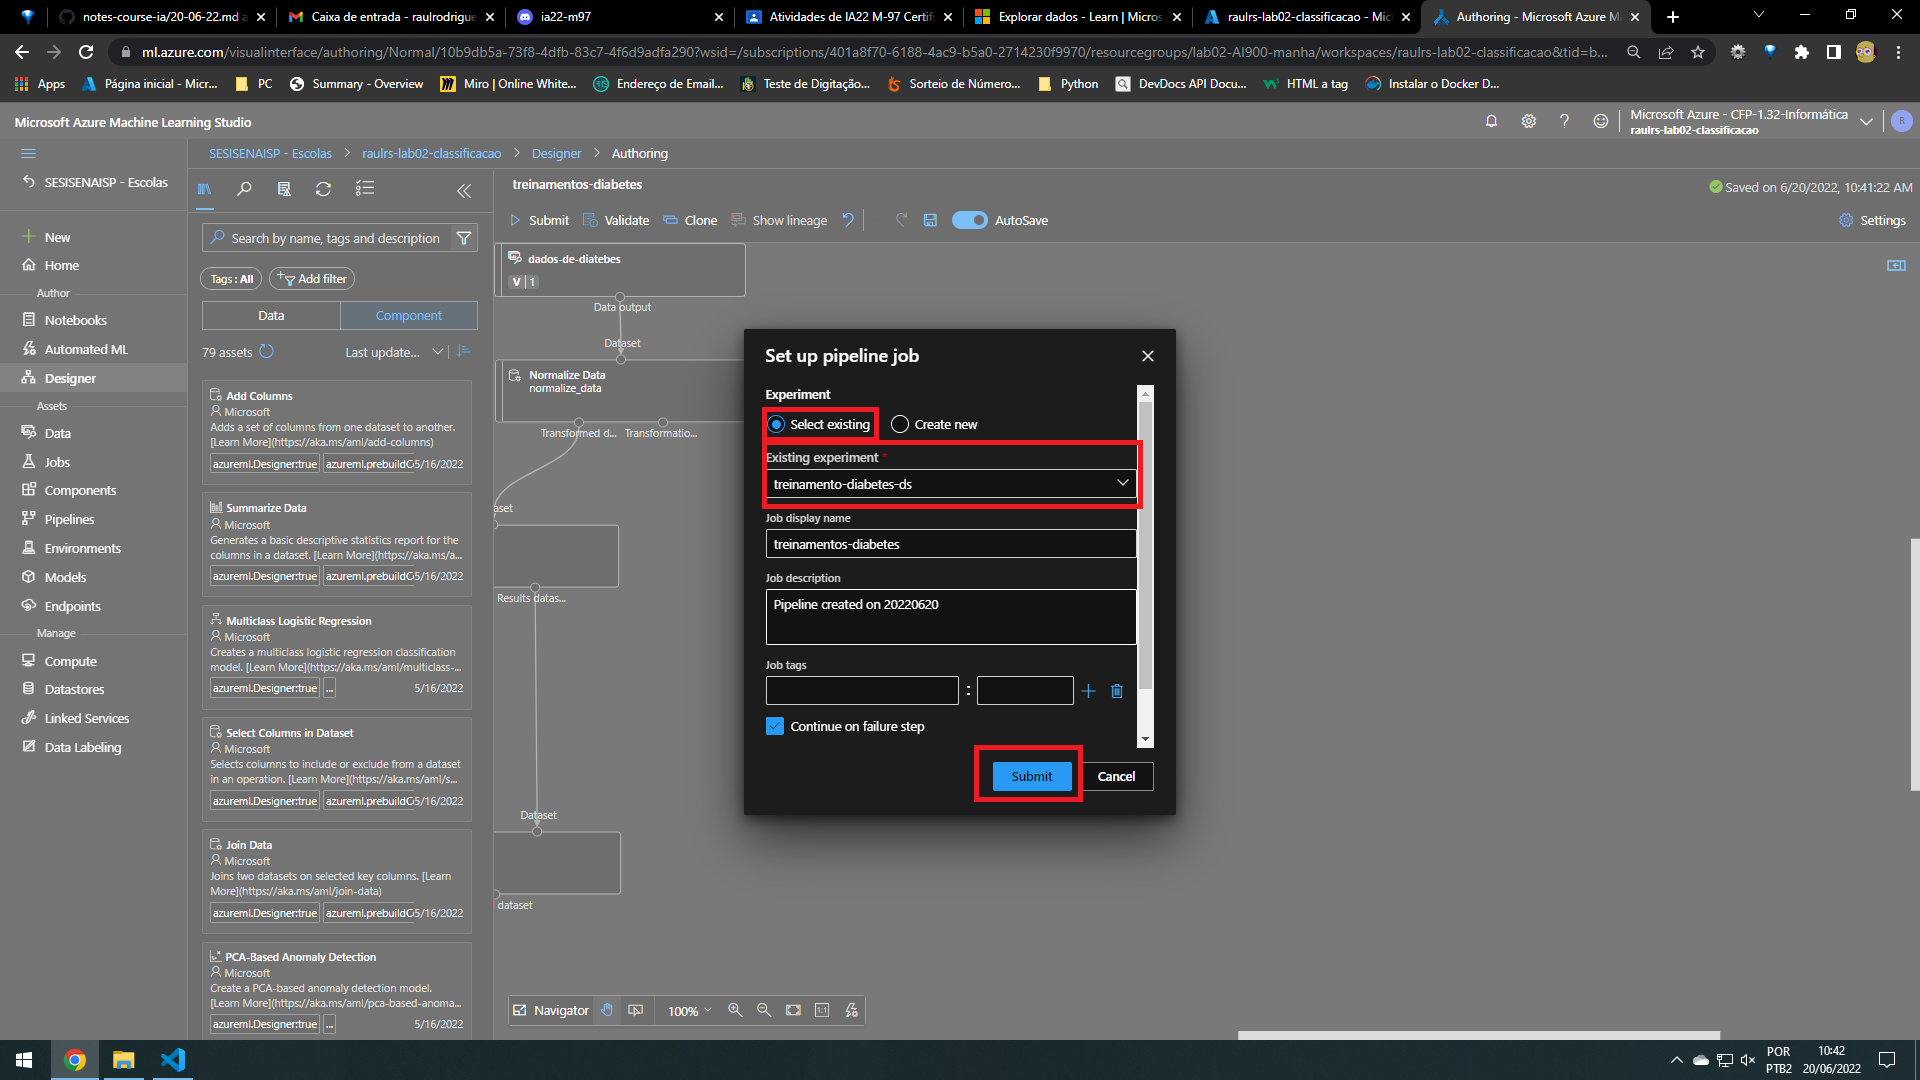 notes-course-ia/20-06-22.md a
Caixa de entrada - raulrodrigue
ia22-m97
Atividades de IA22 M-97 Certifi
Explorar dados - Learn | Micros
raulrs-lab02-classificacao - Mic
Authoring - Microsoft Azure Ma
ml.azure.com/visualinterface/authoring/Normal/10b9db5a-73f8-4dfb-83c7-4f6d9adfa290?wsid=/subscriptions/401a8f70-6188-4ac9-b5a0-2714230f9970/resourcegroups/lab02-AI900-manha/workspaces/raulrs-lab02-classificacao&tid=b...
Apps
Página inicial - Micr...
PC
Summary - Overview
Miro | Online White...
Endereço de Email...
Teste de Digitação...
Sorteio de Número...
Python
DevDocs API Docu...
HTML a tag
Instalar o Docker D...
Microsoft Azure Machine Learning Studio
Microsoft Azure - CFP-1.32-Informática
raulrs-lab02-classificacao
R
SESISENAISP - Escolas
New
Home
Author
Notebooks
Automated ML
Designer
Assets
Data
Jobs
Components
Pipelines
Environments
Models
Endpoints
Manage
Compute
Datastores
Linked Services
Data Labeling
SESISENAISP - Escolas > raulrs-lab02-classificacao > Designer > Authoring
Search by name, tags and description
Tags : All
Add filter
Data
Component
79 assets
Last update...
Add Columns
Microsoft
Adds a set of columns from one dataset to another.
[Learn More](https://aka.ms/aml/add-columns)
azureml.Designer:true azureml.prebuildC 5/16/2022
Summarize Data
Microsoft
Generates a basic descriptive statistics report for the
columns in a dataset. [Learn More](https://aka.ms/a...
azureml.Designer:true azureml.prebuildC 5/16/2022
Multiclass Logistic Regression
Microsoft
Creates a multiclass logistic regression classification
model. [Learn More](https://aka.ms/aml/multiclass-...
azureml.Designer:true ... 5/16/2022
Select Columns in Dataset
Microsoft
Selects columns to include or exclude from a dataset
in an operation. [Learn More](https://aka.ms/aml/s...
azureml.Designer:true azureml.prebuildC 5/16/2022
Join Data
Microsoft
Joins two datasets on selected key columns. [Learn
More](https://aka.ms/aml/join-data)
azureml.Designer:true azureml.prebuildC 5/16/2022
PCA-Based Anomaly Detection
Microsoft
Create a PCA-based anomaly detection model.
[Learn More](https://aka.ms/aml/pca-based-anoma...
azureml.Designer:true ... 5/16/2022
treinamentos-diabetes
Saved on 6/20/2022, 10:41:22 AM
Submit
Validate
Clone
Show lineage
AutoSave
Settings
dados-de-diatebes
V 1
Data output
Dataset
Normalize Data
normalize_data
Transformed d...
Transformatio...
aset
Results datas...
Dataset
dataset
Set up pipeline job
Experiment
Select existing
Create new
Existing experiment *
treinamento-diabetes-ds
Job display name
treinamentos-diabetes
Job description
Pipeline created on 20220620
Job tags
:
Continue on failure step
Submit
Cancel
Navigator
100%
1:1
POR
PTB2
10:42
20/06/2022